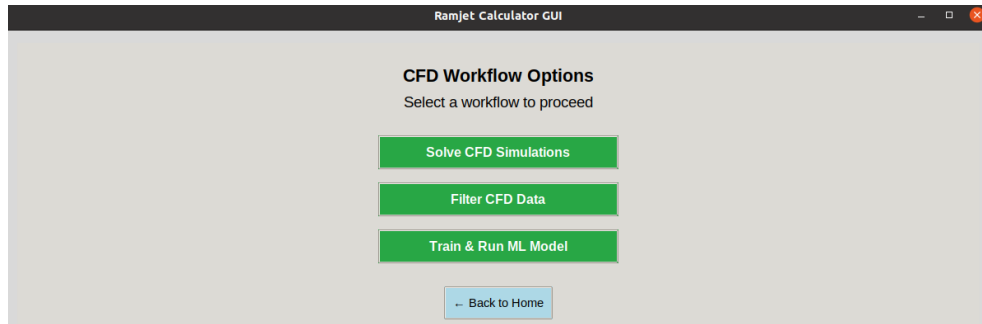 Ramjet Calculator GUI
CFD Workflow Options
Select a workflow to proceed
Solve CFD Simulations
Filter CFD Data
Train & Run ML Model
← Back to Home